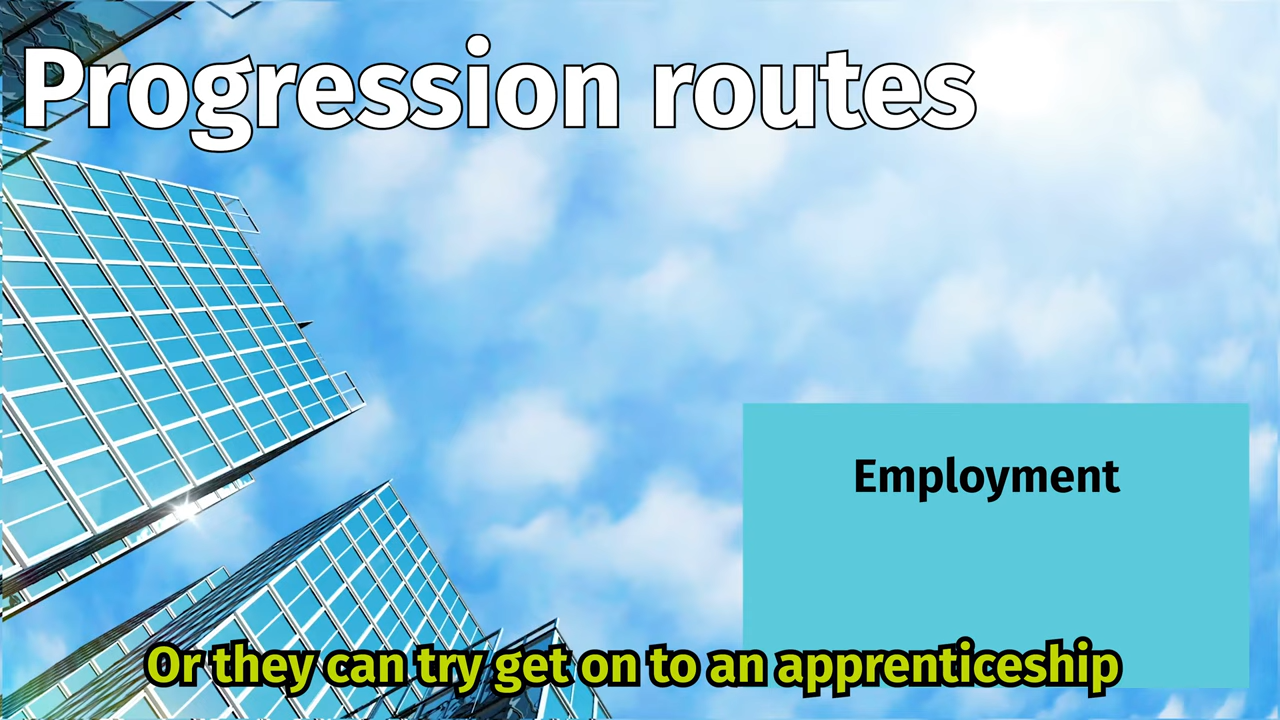 Progression routes
Employment
Or they can try get on to an apprenticeship